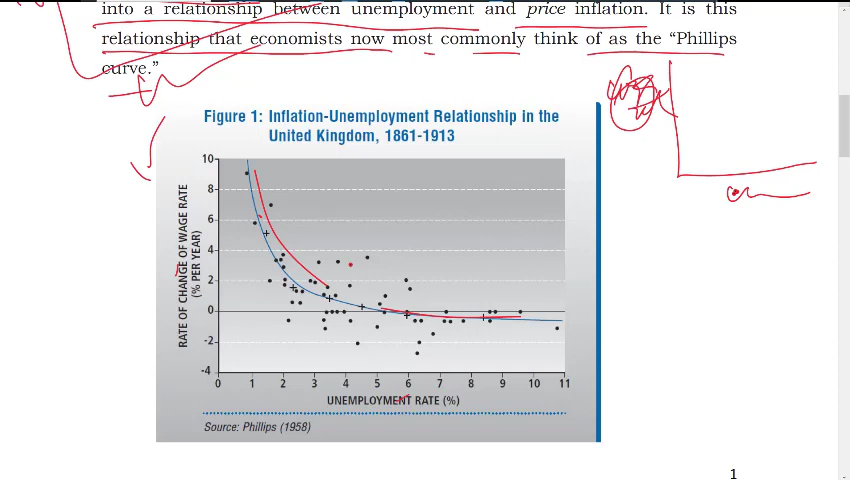 into a relationship between unemployment and price inflation. It is this
relationship that economists now most commonly think of as the “Phillips
curve.”
Figure 1: Inflation-Unemployment Relationship in the
United Kingdom, 1861-1913
RATE OF CHANGE OF WAGE RATE
(% PER YEAR)
10
8
6
4
2
0
-2
-4
0 1 2 3 4 5 6 7 8 9 10 11
UNEMPLOYMENT RATE (%)
Source: Phillips (1958)
1